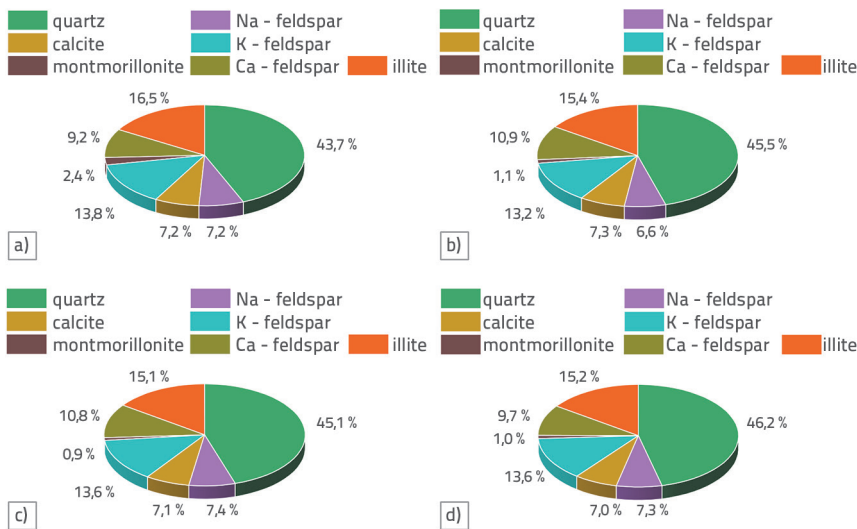 quartz
Na - feldspar
calcite
K - feldspar
montmorillonite
Ca - feldspar
illite
16,5 %
9,2 %
43,7 %
2,4 %
13,8 %
7,2 %
7,2 %
a)
quartz
Na - feldspar
calcite
K - feldspar
montmorillonite
Ca - feldspar
illite
15,4 %
10,9 %
45,5 %
1,1 %
13,2 %
7,3 %
6,6 %
b)
quartz
Na - feldspar
calcite
K - feldspar
montmorillonite
Ca - feldspar
illite
15,1 %
10,8 %
45,1 %
0,9 %
13,6 %
7,1 %
7,4 %
c)
quartz
Na - feldspar
calcite
K - feldspar
montmorillonite
Ca - feldspar
illite
15,2 %
9,7 %
46,2 %
1,0 %
13,6 %
7,0 %
7,3 %
d)